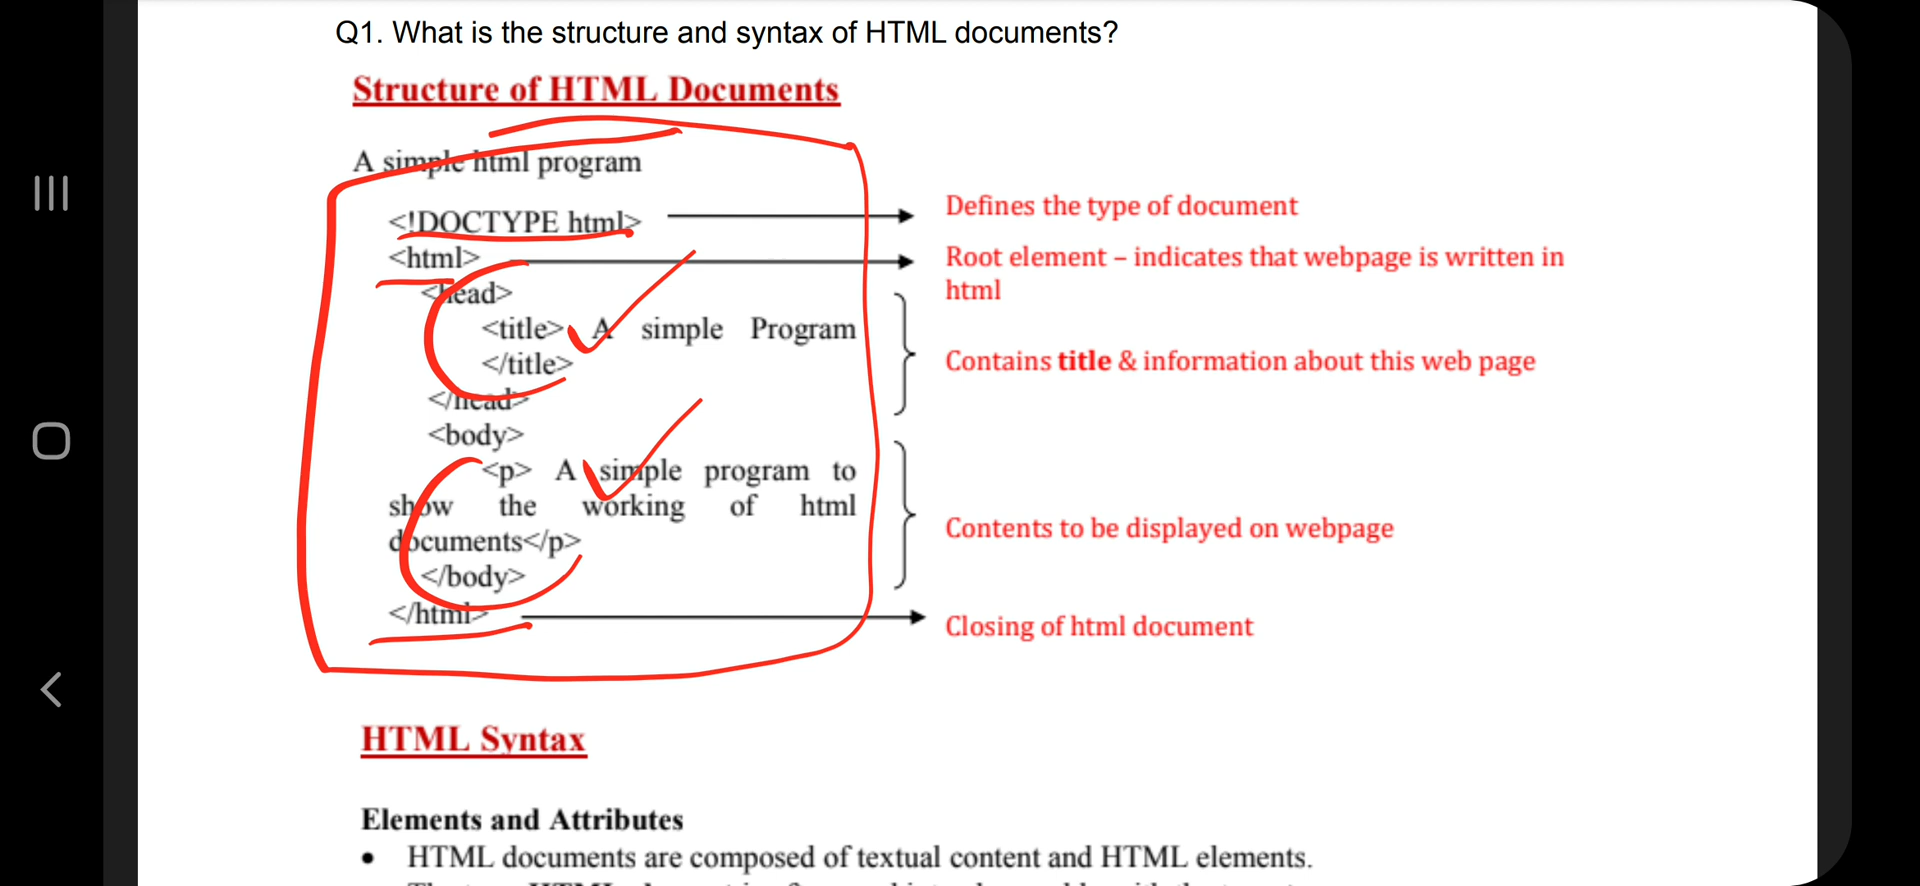 Q1. What is the structure and syntax of HTML documents?
Structure of HTML Documents
A simple html program
<!DOCTYPE html>
Defines the type of document
<html>
Root element – indicates that webpage is written in
html
<head>
<title> A simple Program
</title>
Contains title & information about this web page
</head>
<body>
<p> A simple program to
show the working of html
documents</p>
Contents to be displayed on webpage
</body>
</html>
Closing of html document
HTML Syntax
Elements and Attributes
• HTML documents are composed of textual content and HTML elements.